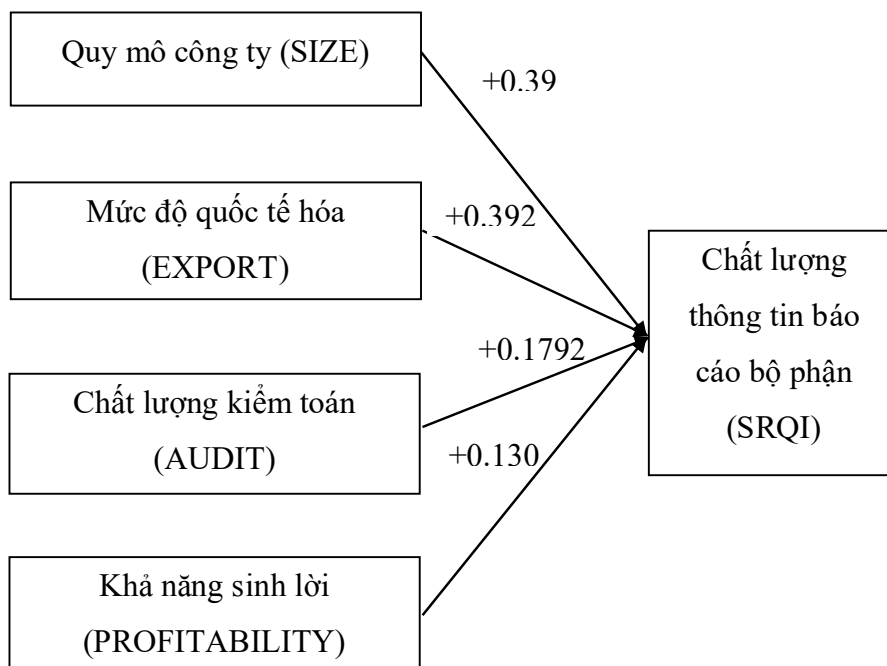 Quy mô công ty (SIZE)
+0.39
Mức độ quốc tế hóa
(EXPORT)
+0.392
Chất lượng
thông tin báo
cáo bộ phận
(SRQI)
+0.1792
Chất lượng kiểm toán
(AUDIT)
+0.130
Khả năng sinh lời
(PROFITABILITY)